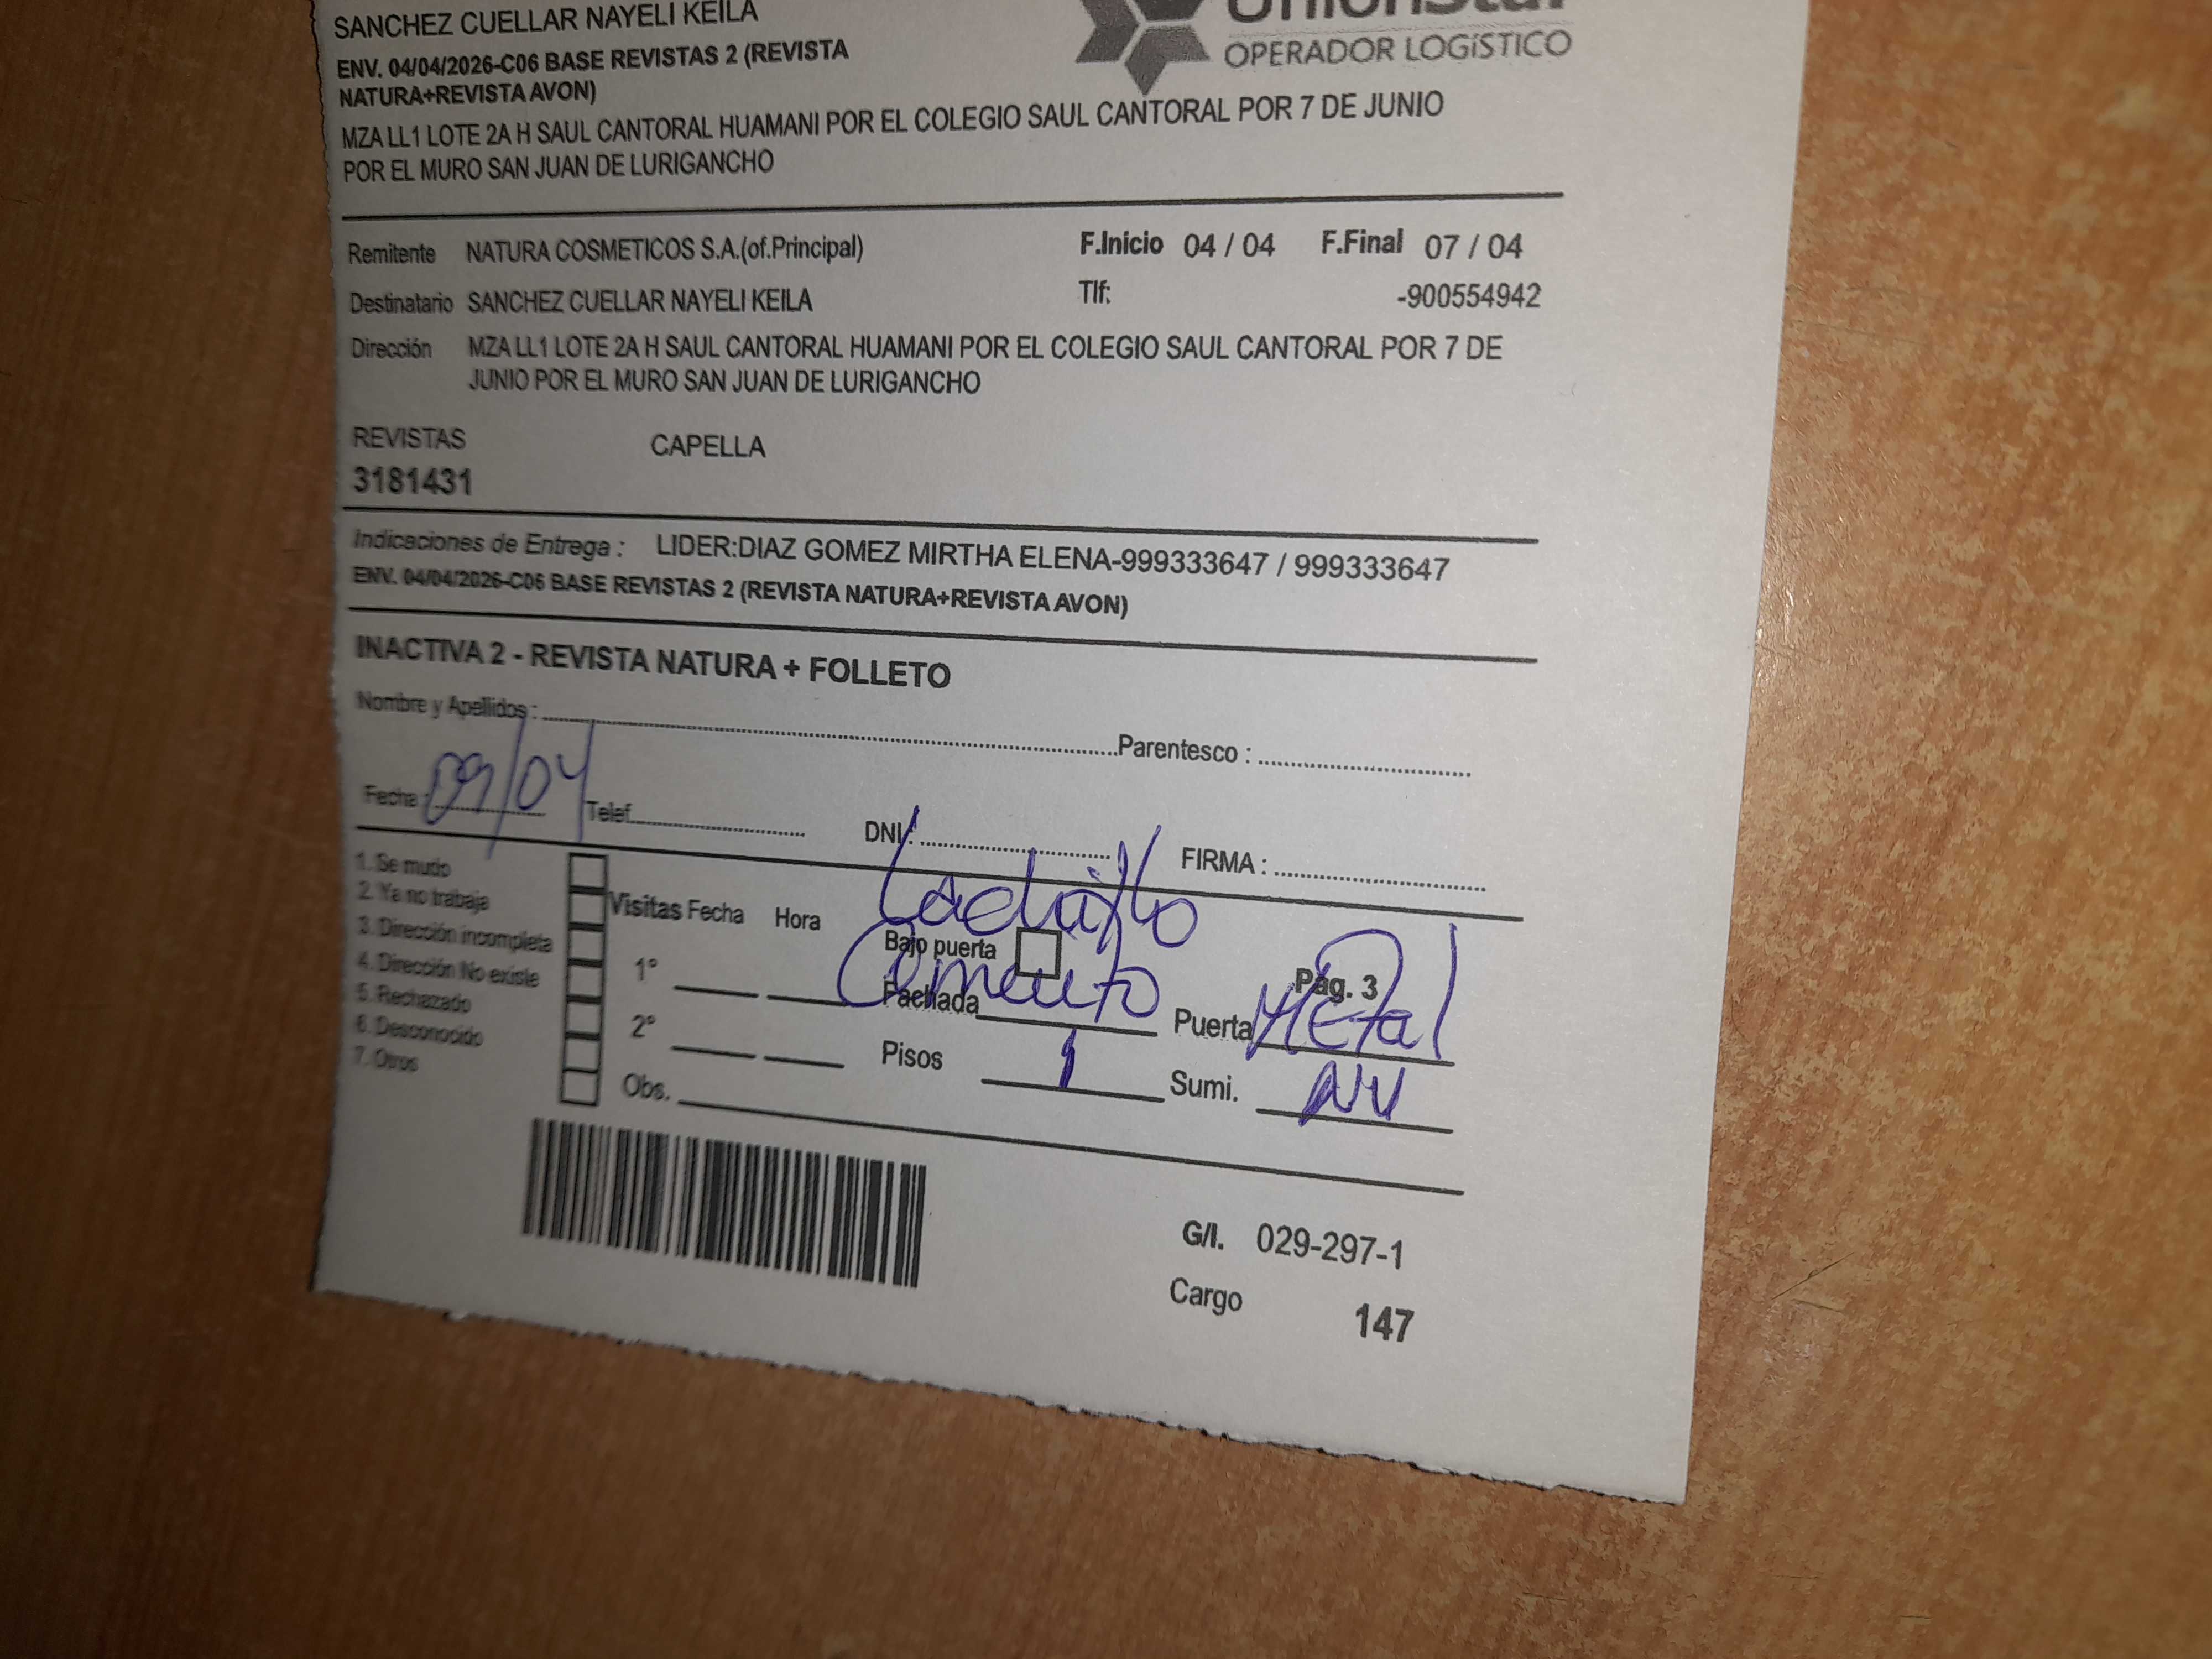 SANCHEZ CUELLAR NAYELI KEILA
UnionStar
OPERADOR LOGÍSTICO
ENV. 04/04/2026-C06 BASE REVISTAS 2 (REVISTA
NATURA+REVISTA AVON)
MZA LL1 LOTE 2A H SAUL CANTORAL HUAMANI POR EL COLEGIO SAUL CANTORAL POR 7 DE JUNIO
POR EL MURO SAN JUAN DE LURIGANCHO
Remitente NATURA COSMETICOS S.A.(of.Principal) F.Inicio 04 / 04 F.Final 07 / 04
Destinatario SANCHEZ CUELLAR NAYELI KEILA Tlf: -900554942
Dirección MZA LL1 LOTE 2A H SAUL CANTORAL HUAMANI POR EL COLEGIO SAUL CANTORAL POR 7 DE
JUNIO POR EL MURO SAN JUAN DE LURIGANCHO
REVISTAS CAPELLA
3181431
Indicaciones de Entrega : LIDER:DIAZ GOMEZ MIRTHA ELENA-999333647 / 999333647
ENV. 04/04/2026-C06 BASE REVISTAS 2 (REVISTA NATURA+REVISTA AVON)
INACTIVA 2 - REVISTA NATURA + FOLLETO
Nombre y Apellidos : Parentesco :
Fecha : 09/04 Telef. DNI: FIRMA :
1. Se mudo
2. Ya no trabaja
3. Dirección incompleta
4. Dirección No existe
5. Rechazado
6. Desconocido
7. Otros
Visitas Fecha Hora
1°
2°
Obs.
Ladrillo
Bajo puerta
Cemento
Pág. 3
Fachada Puerta Metal
Pisos 1 Sumi.
G/I. 029-297-1
Cargo 147